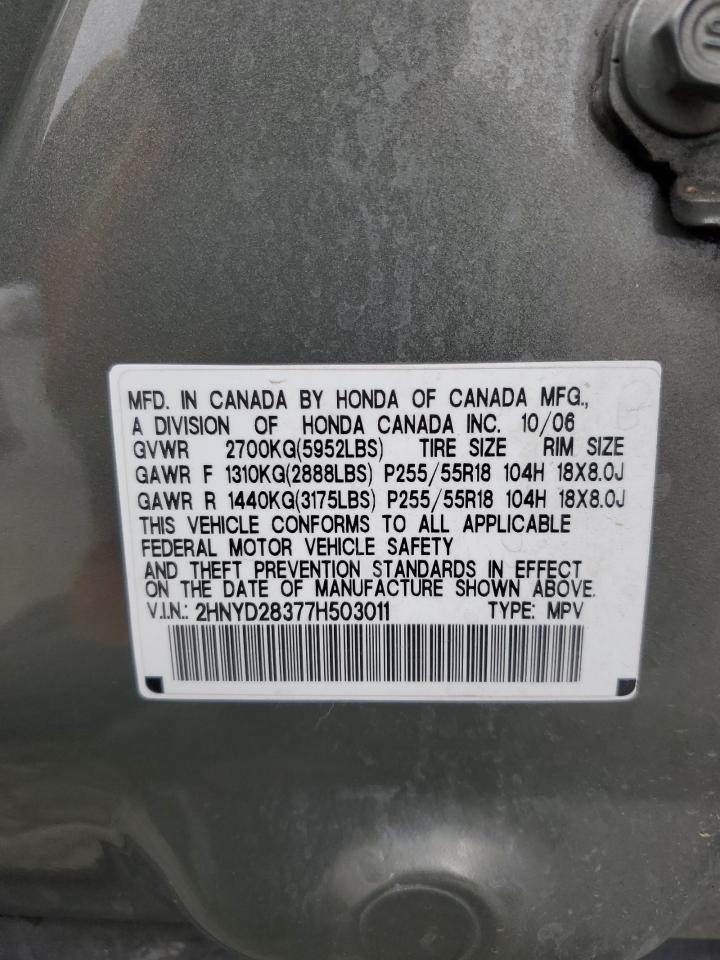 MFD. IN CANADA BY HONDA OF CANADA MFG.,
A DIVISION OF HONDA CANADA INC. 10/06
GVWR 2700KG(5952LBS) TIRE SIZE RIM SIZE
GAWR F 1310KG(2888LBS) P255/55R18 104H 18X8.0J
GAWR R 1440KG(3175LBS) P255/55R18 104H 18X8.0J
THIS VEHICLE CONFORMS TO ALL APPLICABLE
FEDERAL MOTOR VEHICLE SAFETY
AND THEFT PREVENTION STANDARDS IN EFFECT
ON THE DATE OF MANUFACTURE SHOWN ABOVE.
V.I.N.: 2HNYD28377H503011 TYPE: MPV